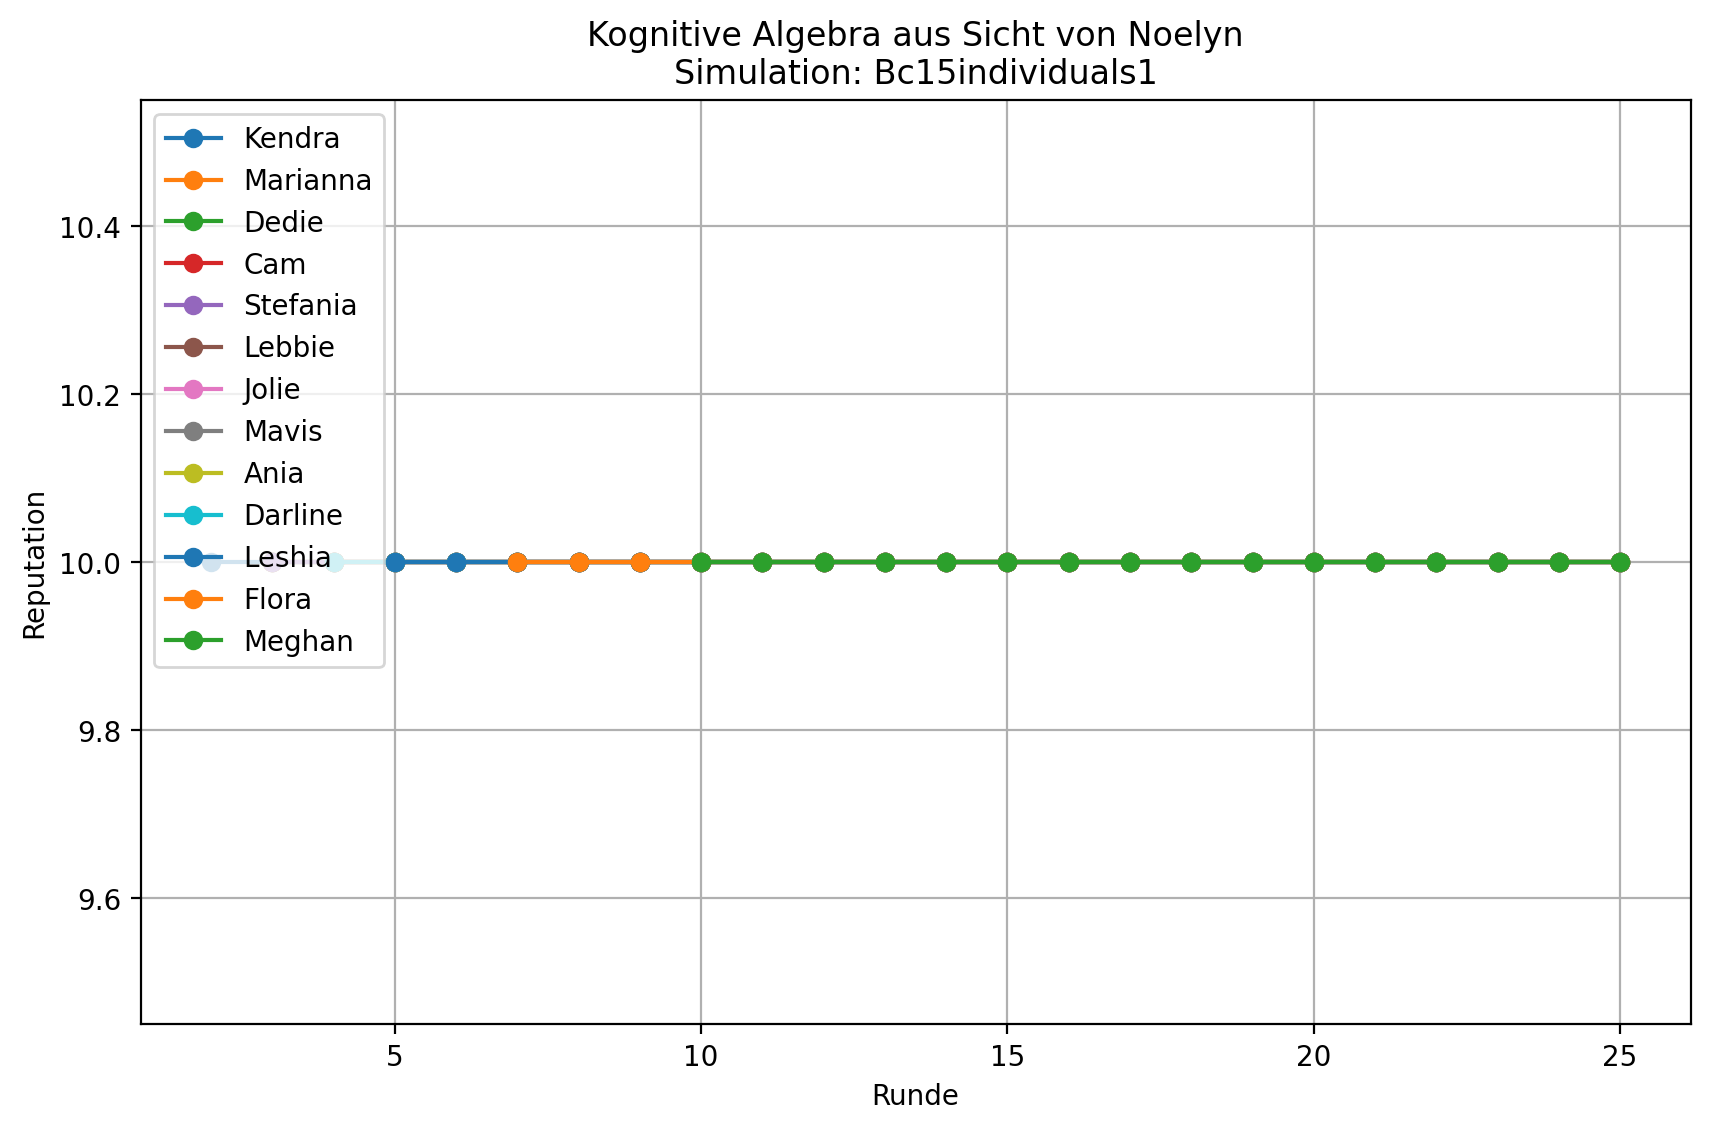 Kognitive Algebra aus Sicht von Noelyn
Simulation: Bc15individuals1
Kendra
Marianna
Dedie
Cam
Stefania
Lebbie
Jolie
Mavis
Ania
Darline
Leshia
Flora
Meghan
Reputation
10.4
10.2
10.0
9.8
9.6
5
10
15
20
25
Runde